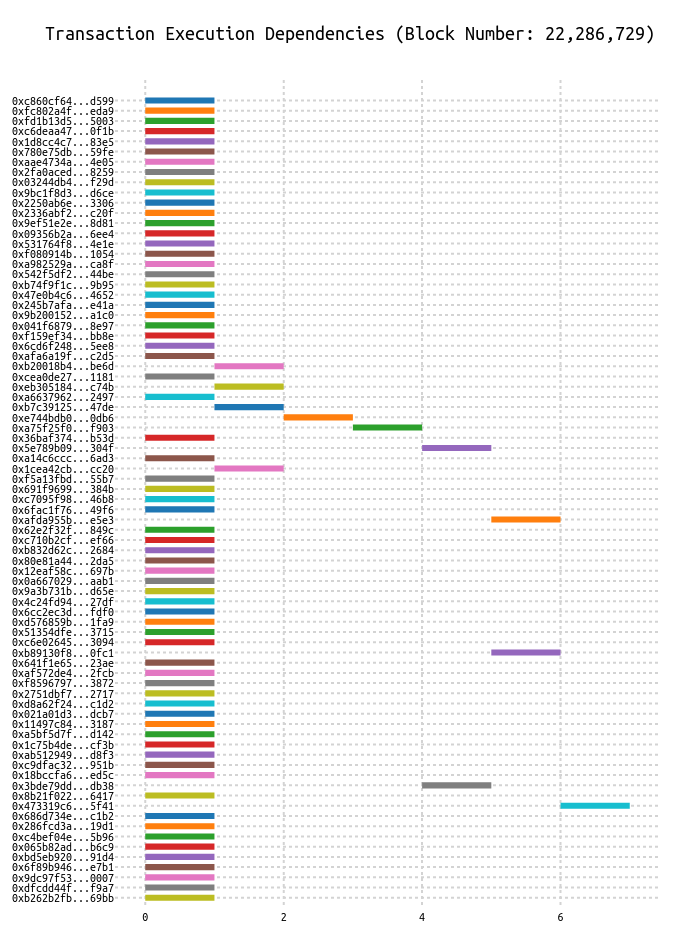 Transaction Execution Dependencies (Block Number: 22,286,729)
0xc860cf64...d599
0xfc802a4f...eda9
0xfd1b13d5...5003
0xc6deaa47...0f1b
0x1d8cc4c7...83e5
0x780e75db...59fe
0xaae4734a...4e05
0x2fa0aced...8259
0x03244db4...f29d
0x9bc1f8d3...d6ce
0x2250ab6e...3306
0x2336abf2...c20f
0x9ef51e2e...8d81
0x09356b2a...6ee4
0x531764f8...4e1e
0xf080914b...1054
0xa982529a...ca8f
0x542f5df2...44be
0xb74f9f1c...9b95
0x47e0b4c6...4652
0x245b7afa...e41a
0x9b200152...a1c0
0x041f6879...8e97
0xf159ef34...bb8e
0x6cd6f248...5ee8
0xafa6a19f...c2d5
0xb20018b4...be6d
0xcea0de27...1181
0xeb305184...c74b
0xa6637962...2497
0xb7c39125...47de
0xe744bdb0...0db6
0xa75f25f0...f903
0x36baf374...b53d
0x5e789b09...304f
0xa14c6ccc...6ad3
0x1cea42cb...cc20
0xf5a13fbd...55b7
0x691f9699...384b
0xc7095f98...46b8
0x6fac1f76...49f6
0xafda955b...e5e3
0x62e2f32f...849c
0xc710b2cf...ef66
0xb832d62c...2684
0x80e81a44...2da5
0x12eaf58c...697b
0x0a667029...aab1
0x9a3b731b...d65e
0x4c24fd94...27df
0x6cc2ec3d...fdf0
0xd576859b...1fa9
0x51354dfe...3715
0xc6e02645...3094
0xb89130f8...0fc1
0x641f1e65...23ae
0xaf572de4...2fcb
0xf8596797...3872
0x2751dbf7...2717
0xd8a62f24...c1d2
0x021a01d3...dcb7
0x11497c84...3187
0xa5bf5d7f...d142
0x1c75b4de...cf3b
0xab512949...d8f3
0xc9dfac32...951b
0x18bccfa6...ed5c
0x3bde79dd...db38
0x8b21f022...6417
0x473319c6...5f41
0x686d734e...c1b2
0x286fcd3a...19d1
0xc4bef04e...5b96
0x065b82ad...b6c9
0xbd5eb920...91d4
0x6f89b946...e7b1
0x9dc97f53...0007
0xdfcdd44f...f9a7
0xb262b2fb...69bb
0 2 4 6